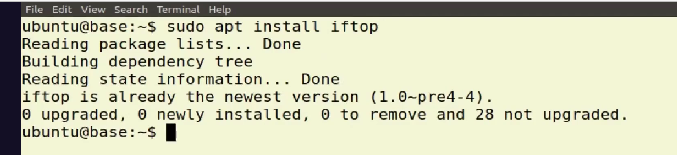 File Edit View Search Terminal Help
ubuntu@base:~$ sudo apt install iftop
Reading package lists... Done
Building dependency tree
Reading state information... Done
iftop is already the newest version (1.0~pre4-4).
0 upgraded, 0 newly installed, 0 to remove and 28 not upgraded.
ubuntu@base:~$